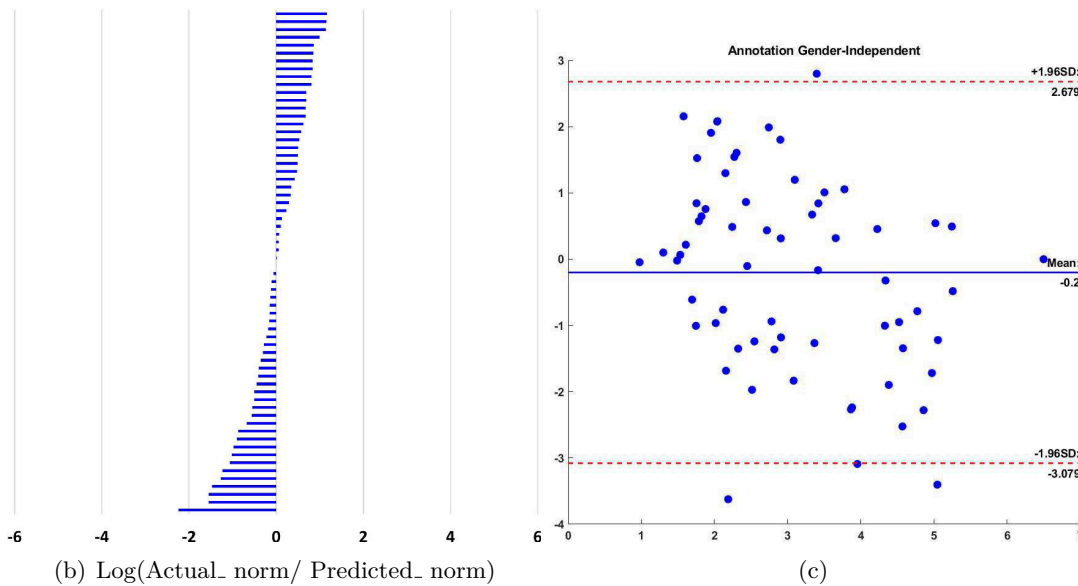 Annotation Gender-Independent
3
+1.96SD:
2.679
2
1
0
Mean:
-0.2
-1
-2
-3
-1.96SD:
-3.079
-4
0 1 2 3 4 5 6 7
-6 -4 -2 0 2 4 6
(b) Log(Actual_ norm/ Predicted_ norm)
(c)